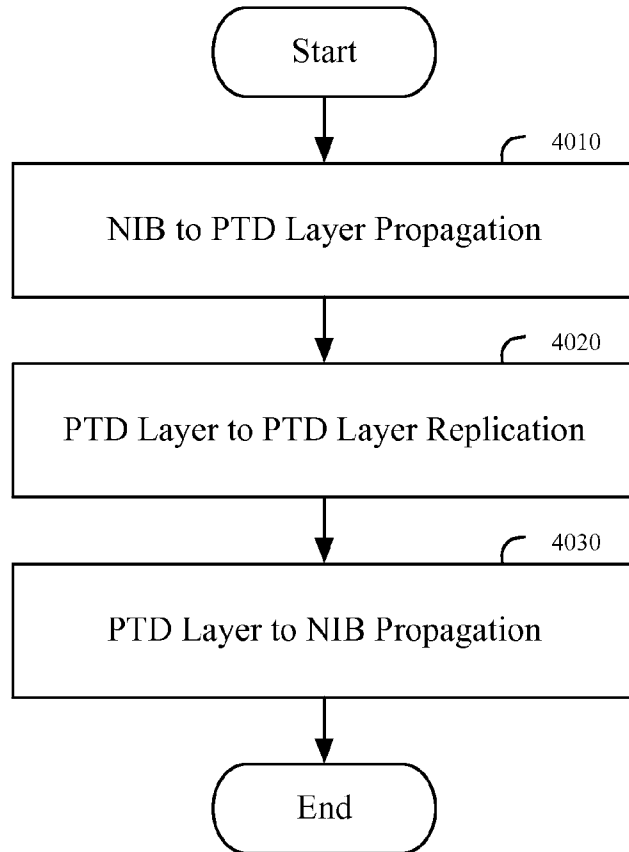 Start
4010
NIB to PTD Layer Propagation
4020
PTD Layer to PTD Layer Replication
4030
PTD Layer to NIB Propagation
End